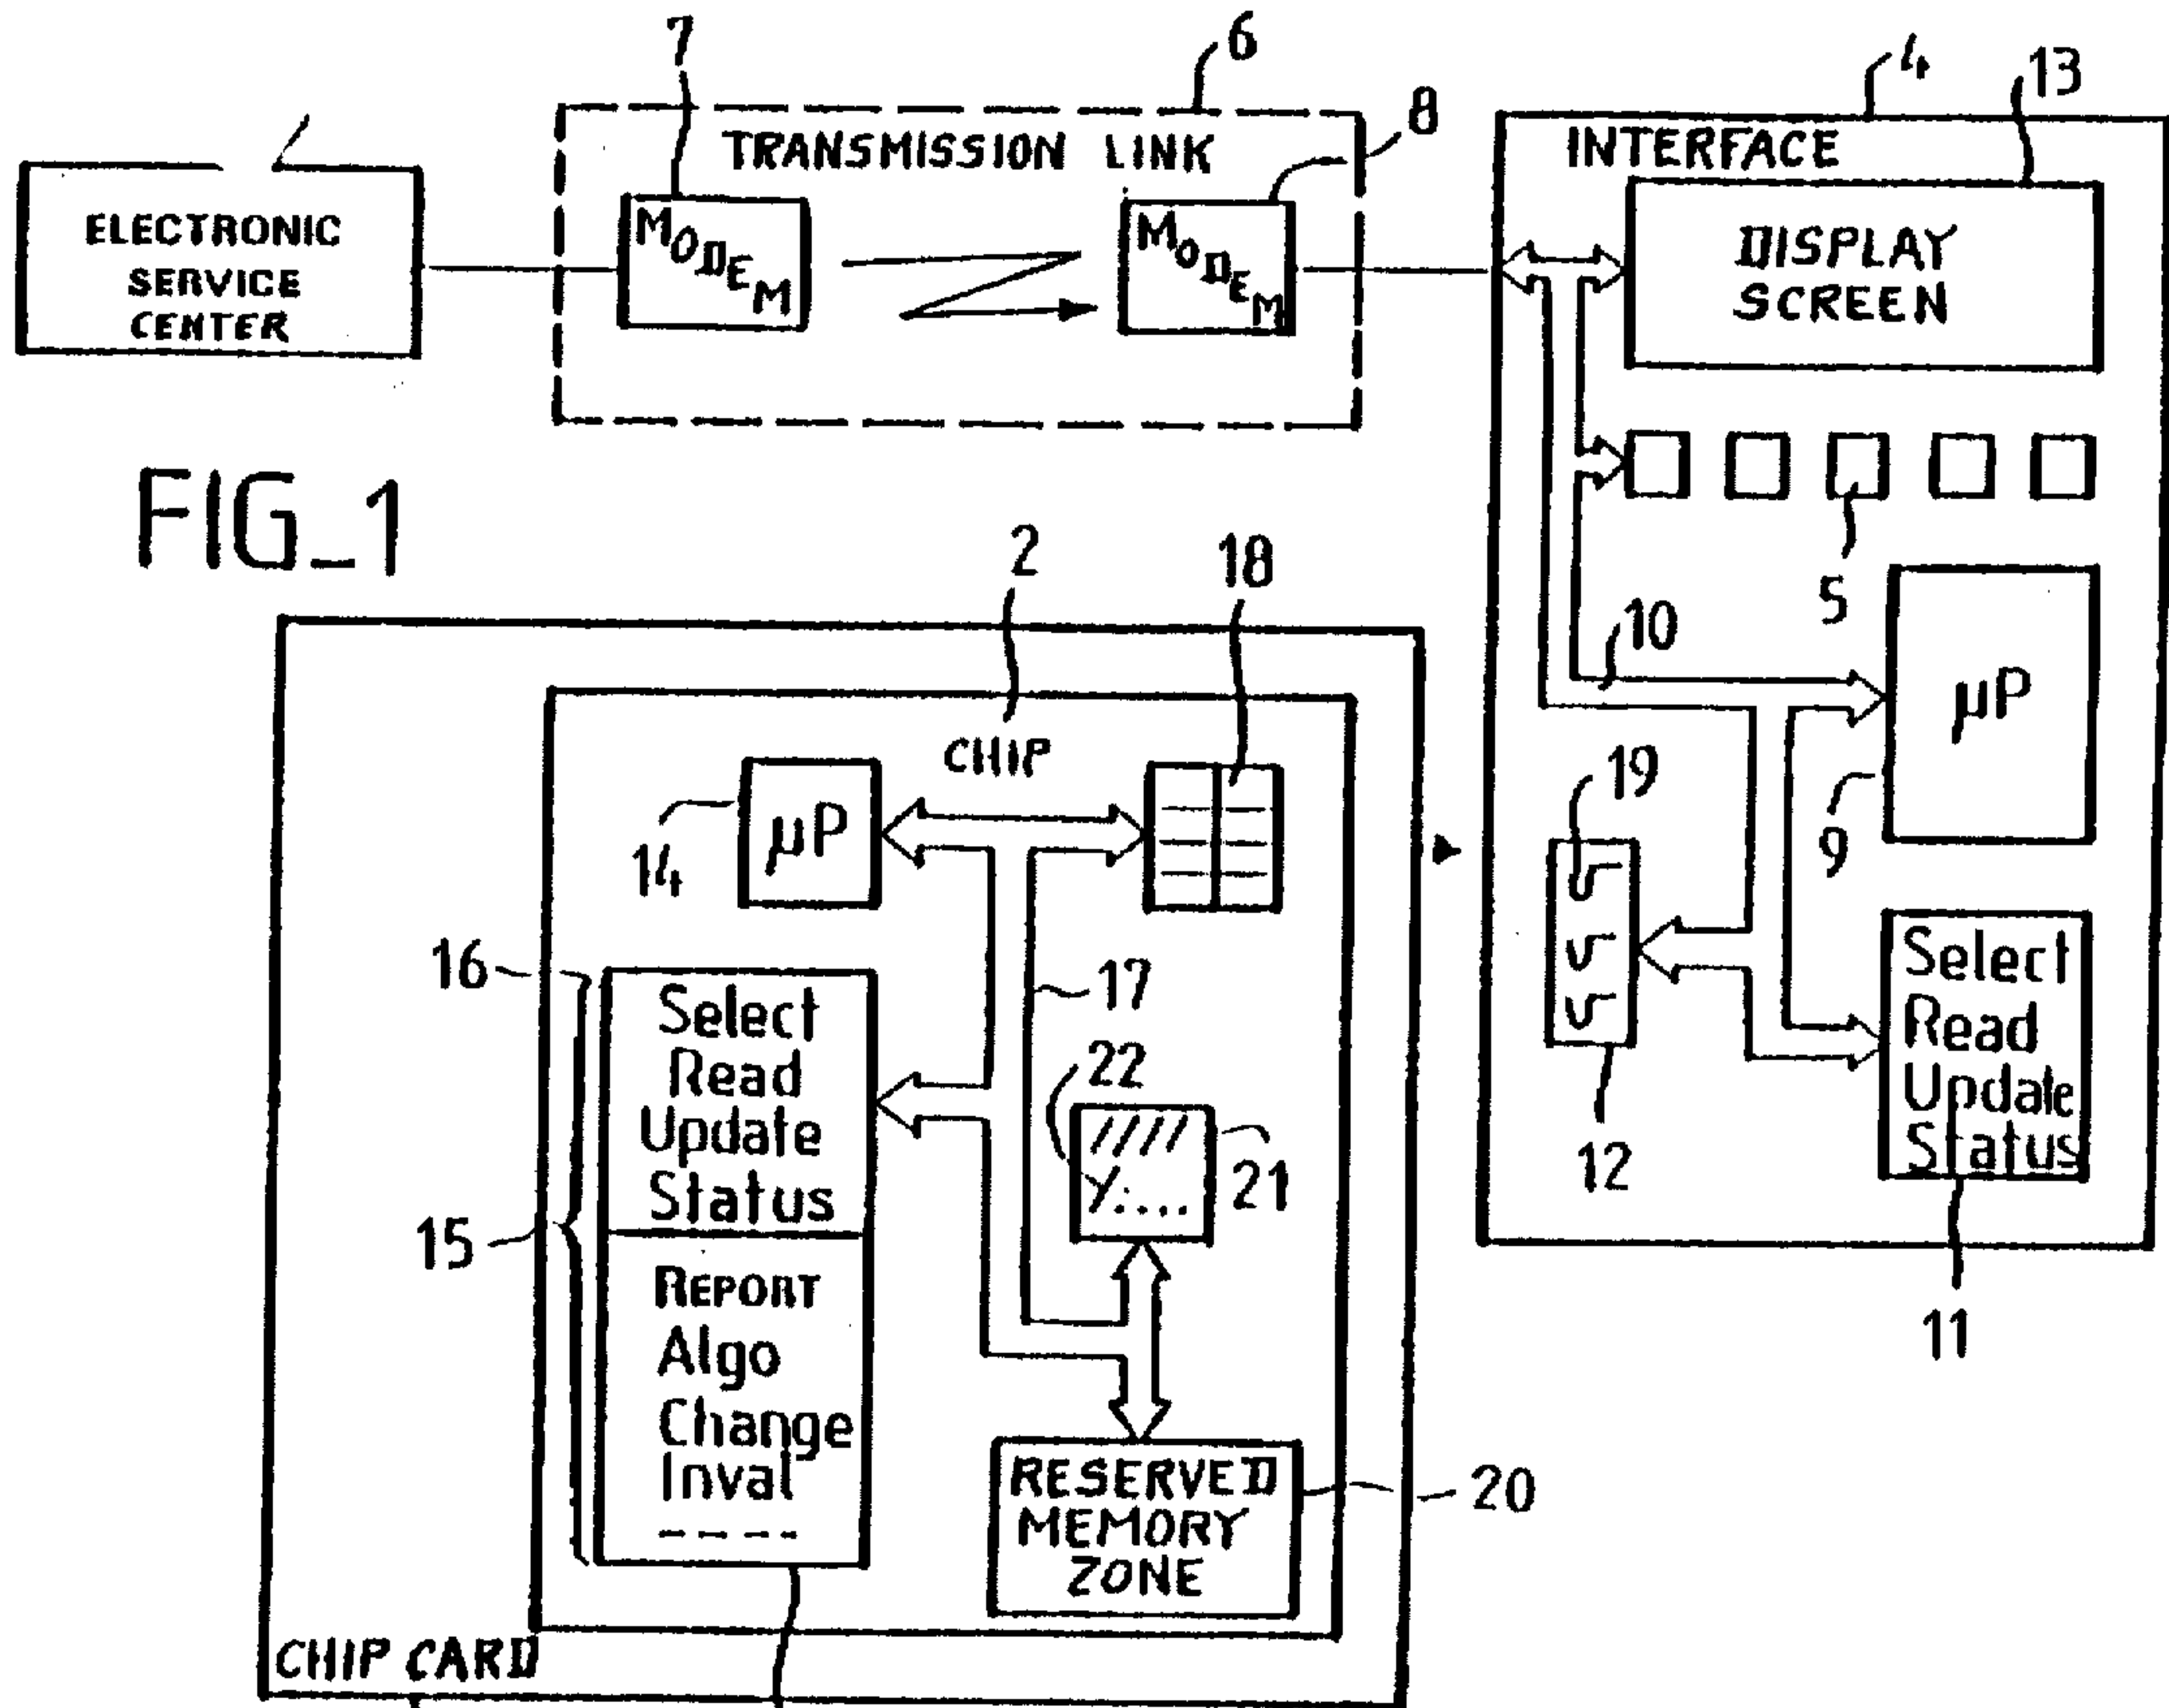 7
6
4
13
8
TRANSMISSION LINK
INTERFACE
ELECTRONIC
SERVICE
CENTER
MODEM
MODEM
DISPLAY
SCREEN
FIG_1
5
2
18
10
µP
CHIP
19
14
µP
9
16
Select
Read
Update
Status
17
22
21
12
Select
Read
Update
Status
15
REPORT
Algo
Change
Inval
11
RESERVED
MEMORY
ZONE
20
CHIP CARD